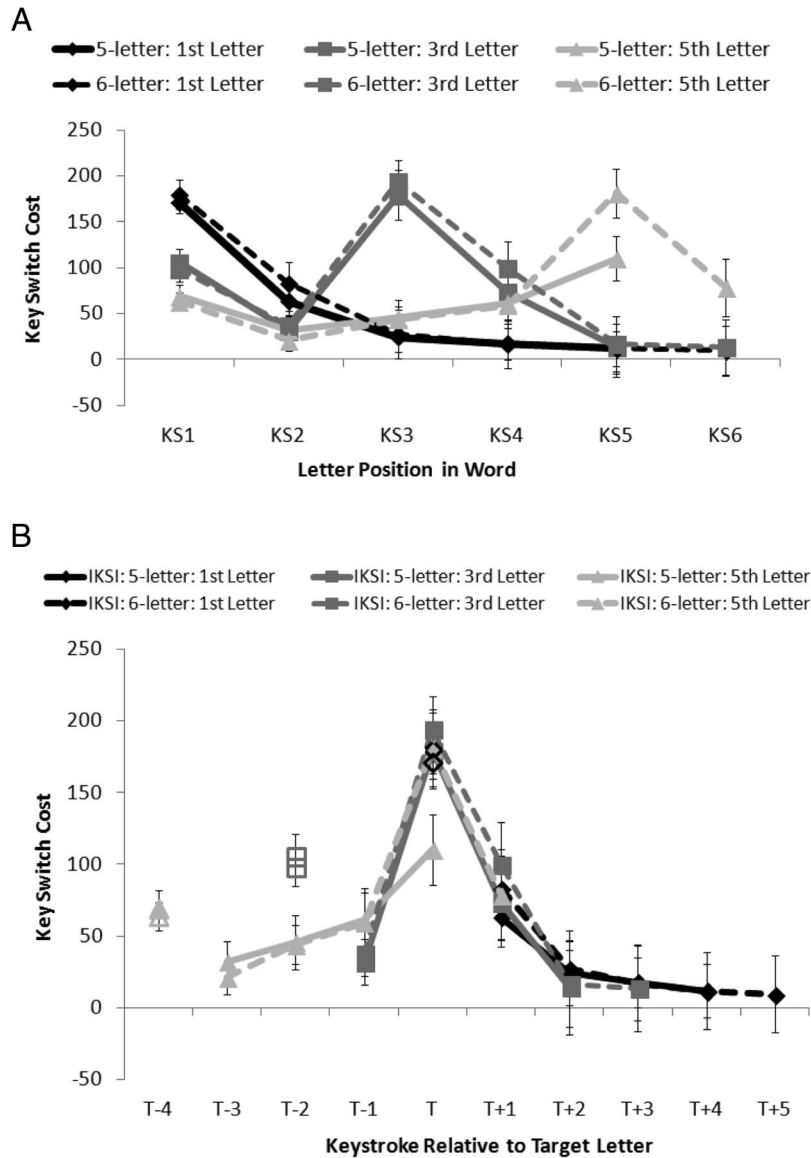 A
5-letter: 1st Letter 5-letter: 3rd Letter 5-letter: 5th Letter
6-letter: 1st Letter 6-letter: 3rd Letter 6-letter: 5th Letter
250
200
150
100
50
0
-50
Key Switch Cost
KS1 KS2 KS3 KS4 KS5 KS6
Letter Position in Word
B
IKSI: 5-letter: 1st Letter IKSI: 5-letter: 3rd Letter IKSI: 5-letter: 5th Letter
IKSI: 6-letter: 1st Letter IKSI: 6-letter: 3rd Letter IKSI: 6-letter: 5th Letter
250
200
150
100
50
0
-50
Key Switch Cost
T-4 T-3 T-2 T-1 T T+1 T+2 T+3 T+4 T+5
Keystroke Relative to Target Letter